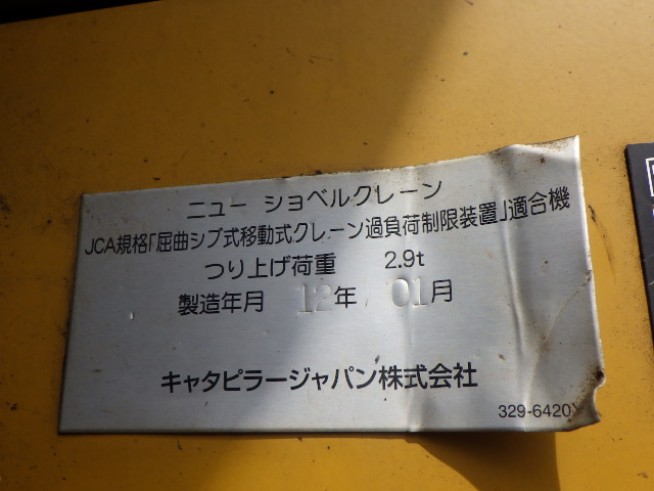 ニュー ショベルクレーン
JCA規格「屈曲ジブ式移動式クレーン過負荷制限装置」適合機
つり上げ荷重 2.9t
製造年月 12年 01月
キャタピラージャパン株式会社
329-6420